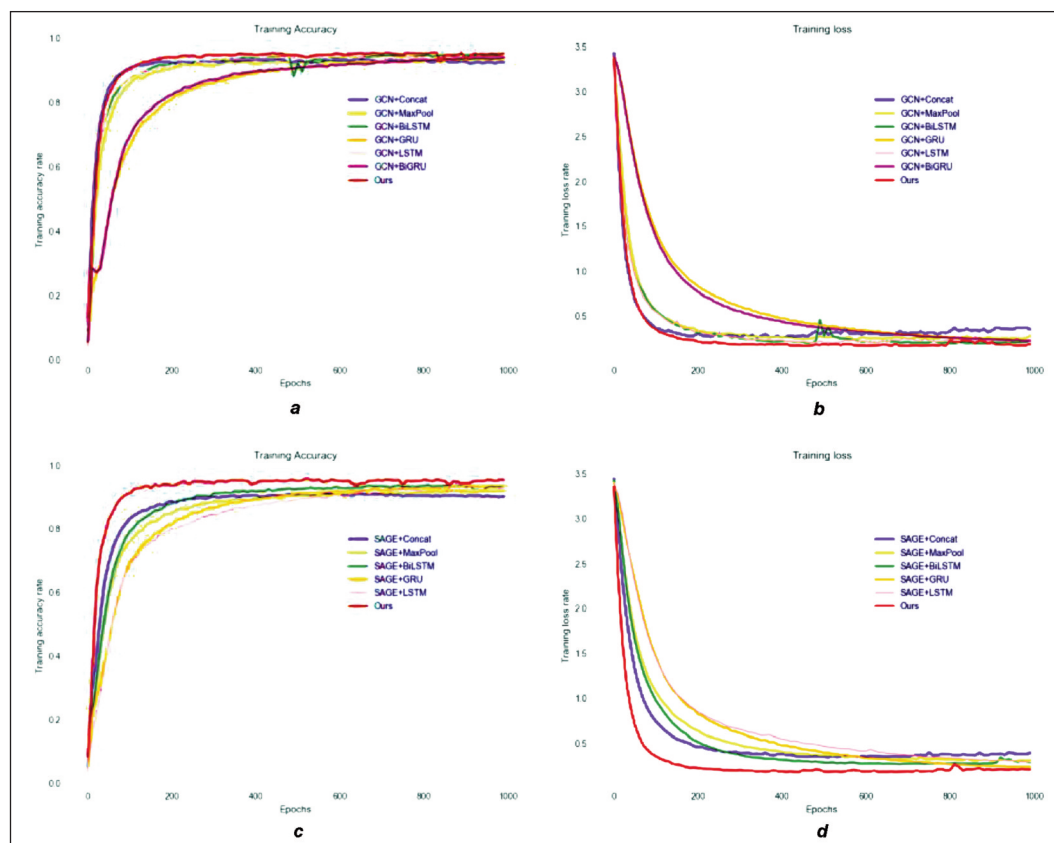 Training Accuracy
1.0
0.8
0.6
0.4
0.2
0.0
Training accuracy rate
GCN+Concat
GCN+MaxPool
GCN+BiLSTM
GCN+GRU
GCN+LSTM
GCN+BiGRU
Ours
0
200
400
600
800
1000
Epochs
a
Training loss
3.5
3.0
2.5
2.0
1.5
1.0
0.5
Training loss rate
GCN+Concat
GCN+MaxPool
GCN+BiLSTM
GCN+GRU
GCN+LSTM
GCN+BiGRU
Ours
0
200
400
600
800
1000
Epochs
b
Training Accuracy
1.0
0.8
0.6
0.4
0.2
0.0
Training accuracy rate
SAGE+Concat
SAGE+MaxPool
SAGE+BiLSTM
SAGE+GRU
SAGE+LSTM
Ours
0
200
400
600
800
1000
Epochs
c
Training loss
3.5
3.0
2.5
2.0
1.5
1.0
0.5
Training loss rate
SAGE+Concat
SAGE+MaxPool
SAGE+BiLSTM
SAGE+GRU
SAGE+LSTM
Ours
0
200
400
600
800
1000
Epochs
d